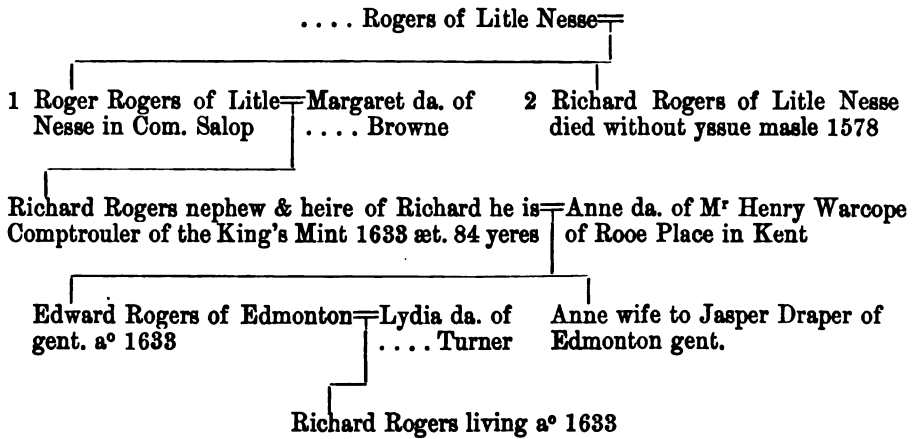 .... Rogers of Litle Nesse
1 Roger Rogers of Litle Nesse in Com. Salop
Margaret da. of .... Browne
2 Richard Rogers of Litle Nesse died without yssue masle 1578
Richard Rogers nephew & heire of Richard he is Comptrouler of the King's Mint 1633 æt. 84 yeres
Anne da. of Mr Henry Warcope of Rooe Place in Kent
Edward Rogers of Edmonton gent. aº 1633
Lydia da. of .... Turner
Anne wife to Jasper Draper of Edmonton gent.
Richard Rogers living aº 1633